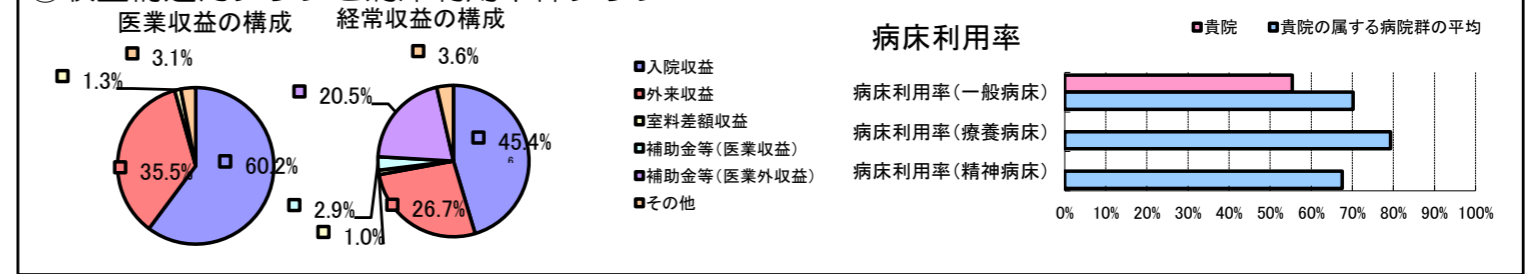 医業収益の構成
3.1%
1.3%
35.5%
60.2%
経常収益の構成
3.6%
20.5%
45.4%
2.9%
26.7%
1.0%
入院収益
外来収益
室料差額収益
補助金等(医業収益)
補助金等(医業外収益)
その他
病床利用率
貴院
貴院の属する病院群の平均
病床利用率(一般病床)
病床利用率(療養病床)
病床利用率(精神病床)
0% 10% 20% 30% 40% 50% 60% 70% 80% 90% 100%